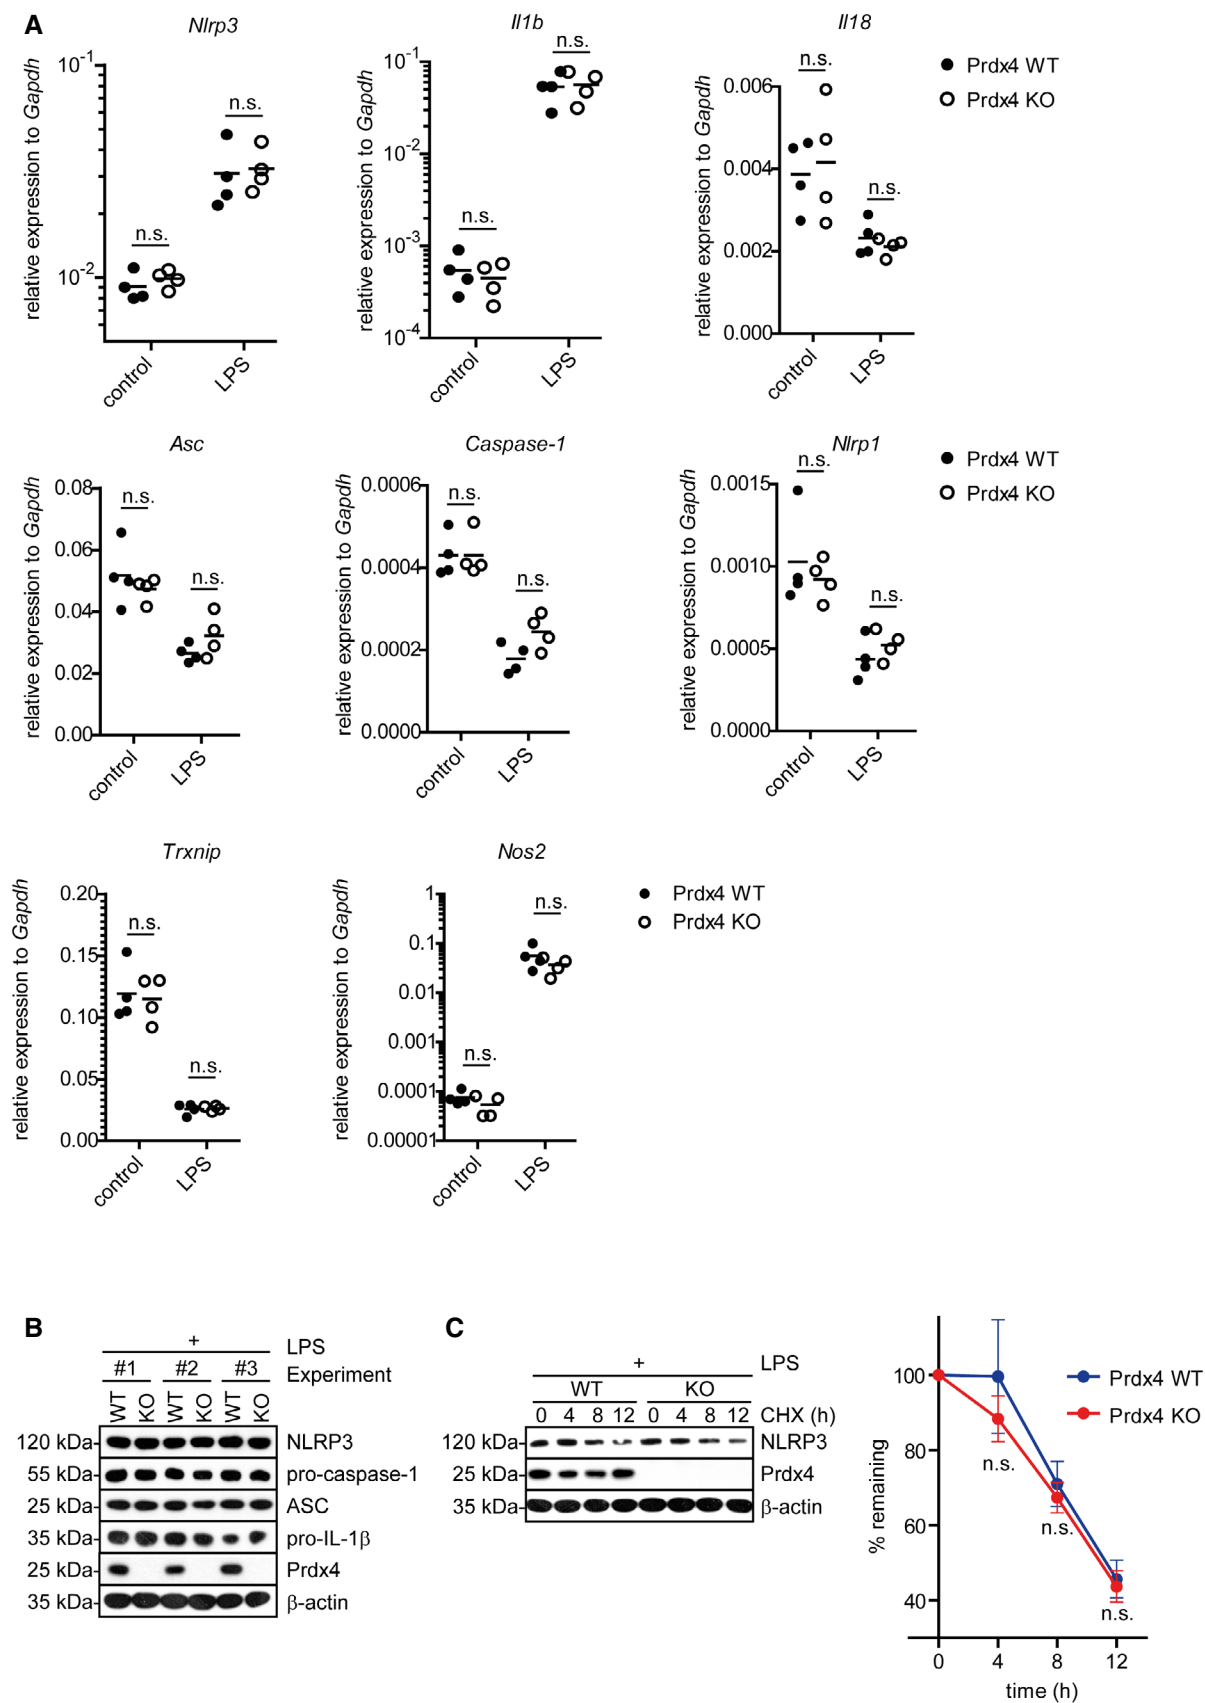 A
Nlrp3
Il1b
Il18
Prdx4 WT
Prdx4 KO
relative expression to Gapdh
10-1
10-2
n.s.
n.s.
control
LPS
relative expression to Gapdh
10-1
10-2
10-3
10-4
n.s.
n.s.
control
LPS
relative expression to Gapdh
0.006
0.004
0.002
0.000
n.s.
n.s.
control
LPS
Asc
Caspase-1
Nlrp1
Prdx4 WT
Prdx4 KO
relative expression to Gapdh
0.08
0.06
0.04
0.02
0.00
n.s.
n.s.
control
LPS
relative expression to Gapdh
0.0006
0.0004
0.0002
0.0000
n.s.
n.s.
control
LPS
relative expression to Gapdh
0.0015
0.0010
0.0005
0.0000
n.s.
n.s.
control
LPS
Trxnip
Nos2
Prdx4 WT
Prdx4 KO
relative expression to Gapdh
0.20
0.15
0.10
0.05
0.00
n.s.
n.s.
control
LPS
relative expression to Gapdh
1
0.1
0.01
0.001
0.0001
0.00001
n.s.
n.s.
control
LPS
B
+ LPS
#1 #2 #3 Experiment
WT KO WT KO WT KO
120 kDa- NLRP3
55 kDa- pro-caspase-1
25 kDa- ASC
35 kDa- pro-IL-1β
25 kDa- Prdx4
35 kDa- β-actin
C
+ LPS
WT KO
0 4 8 12 0 4 8 12 CHX (h)
120 kDa- NLRP3
25 kDa- Prdx4
35 kDa- β-actin
% remaining
100
80
60
40
n.s.
n.s.
n.s.
0 4 8 12
time (h)
Prdx4 WT
Prdx4 KO